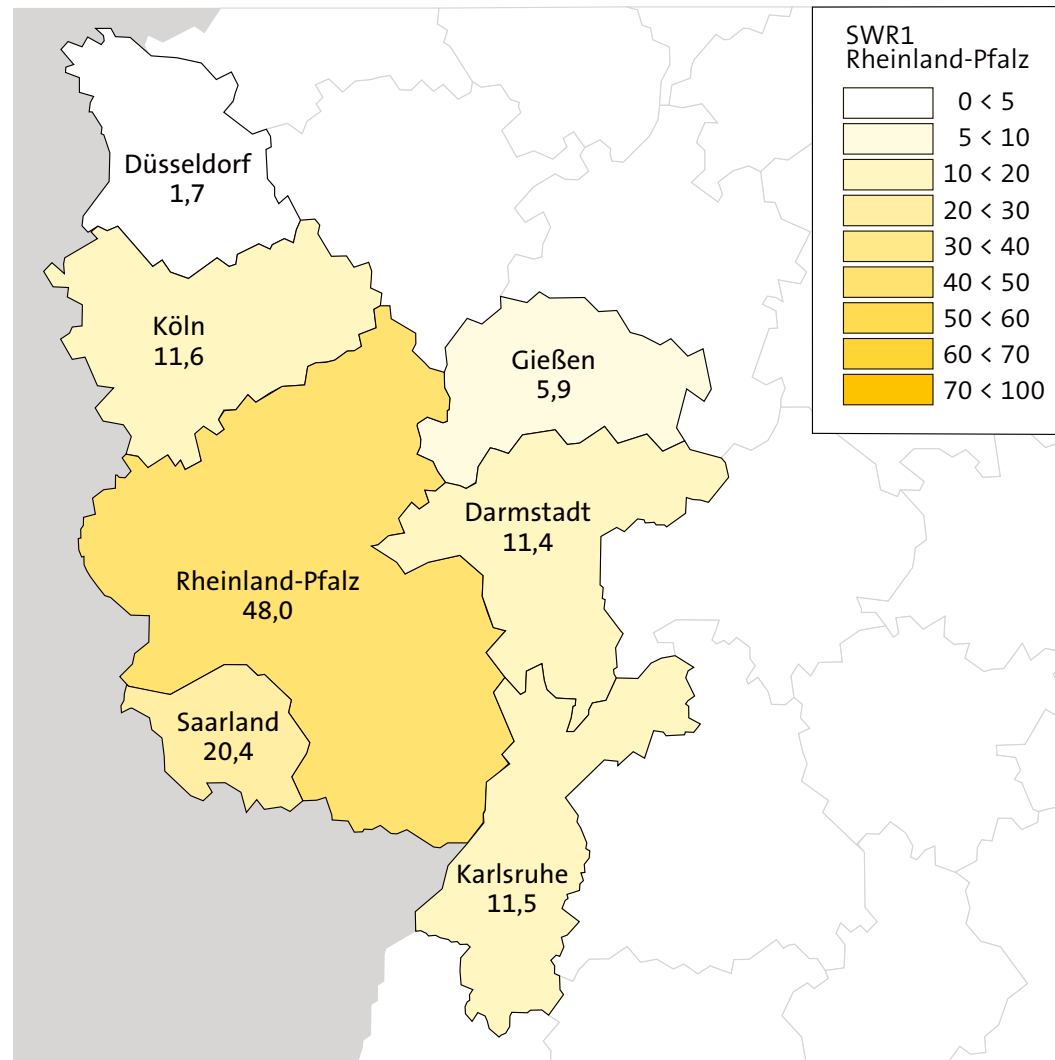 SWR1
Rheinland-Pfalz
0 < 5
5 < 10
10 < 20
20 < 30
30 < 40
40 < 50
50 < 60
60 < 70
70 < 100
Düsseldorf
1,7
Köln
11,6
Gießen
5,9
Darmstadt
11,4
Rheinland-Pfalz
48,0
Saarland
20,4
Karlsruhe
11,5